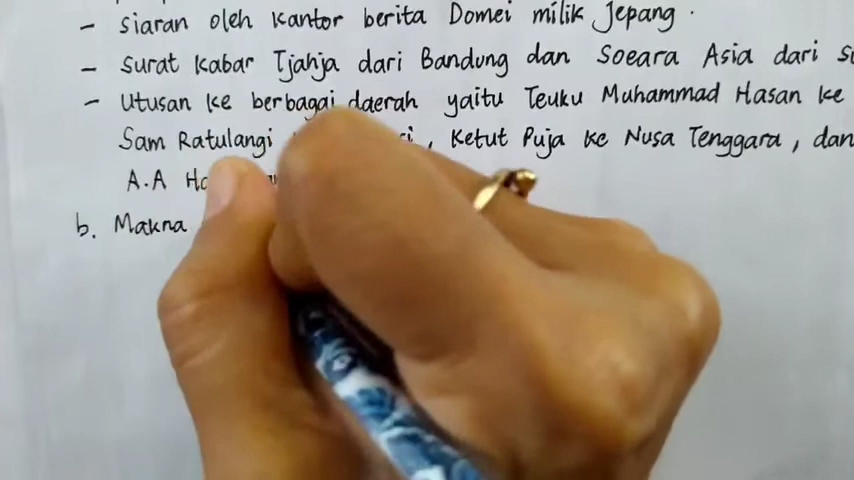 - siaran oleh kantor berita Domei milik Jepang.
- Surat kabar Tjahja dari Bandung dan Soeara Asia dari
- Utusan ke berbagai daerah yaitu Teuku Muhammad Hasan ke
Sam Ratulangi , Ketut Puja ke Nusa Tenggara, dan
A.A
b. Makna